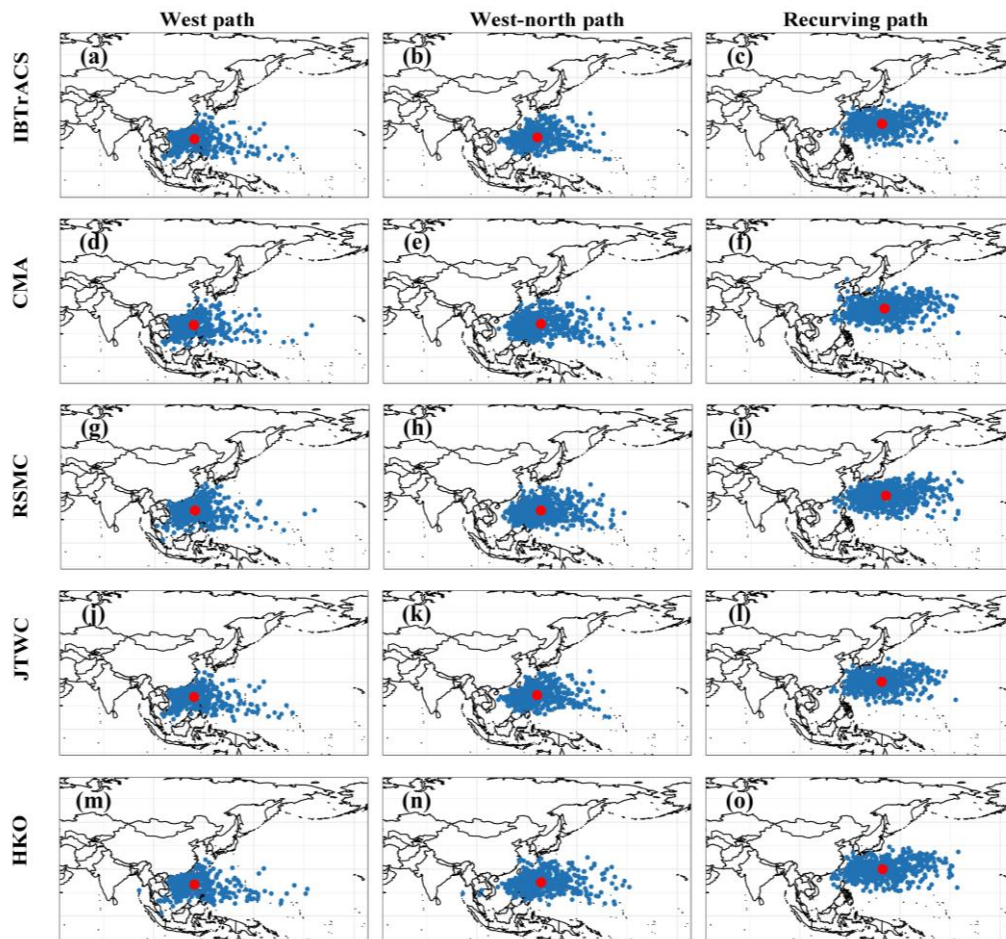 West path West-north path Recurving path
IBTrACS (a) (b) (c)
CMA (d) (e) (f)
RSMC (g) (h) (i)
JTWC (j) (k) (l)
HKO (m) (n) (o)